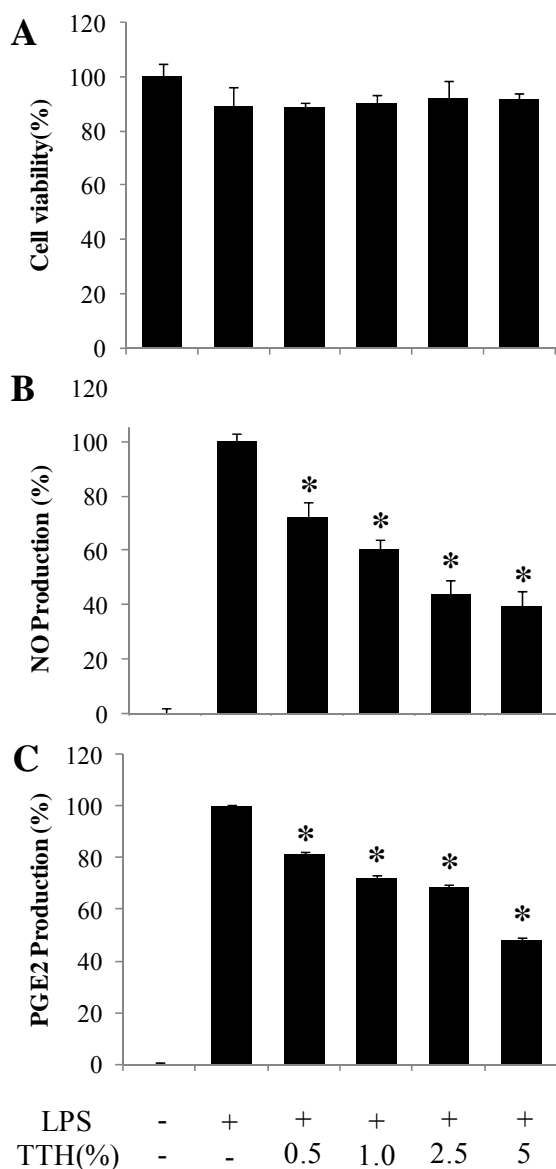 A
Cell viability(%)
120
100
80
60
40
20
0
B
NO Production (%)
120
100
80
60
40
20
0
* * * *
C
PGE2 Production (%)
120
100
80
60
40
20
0
* * * *
LPS - + + + + +
TTH(%) - - 0.5 1.0 2.5 5